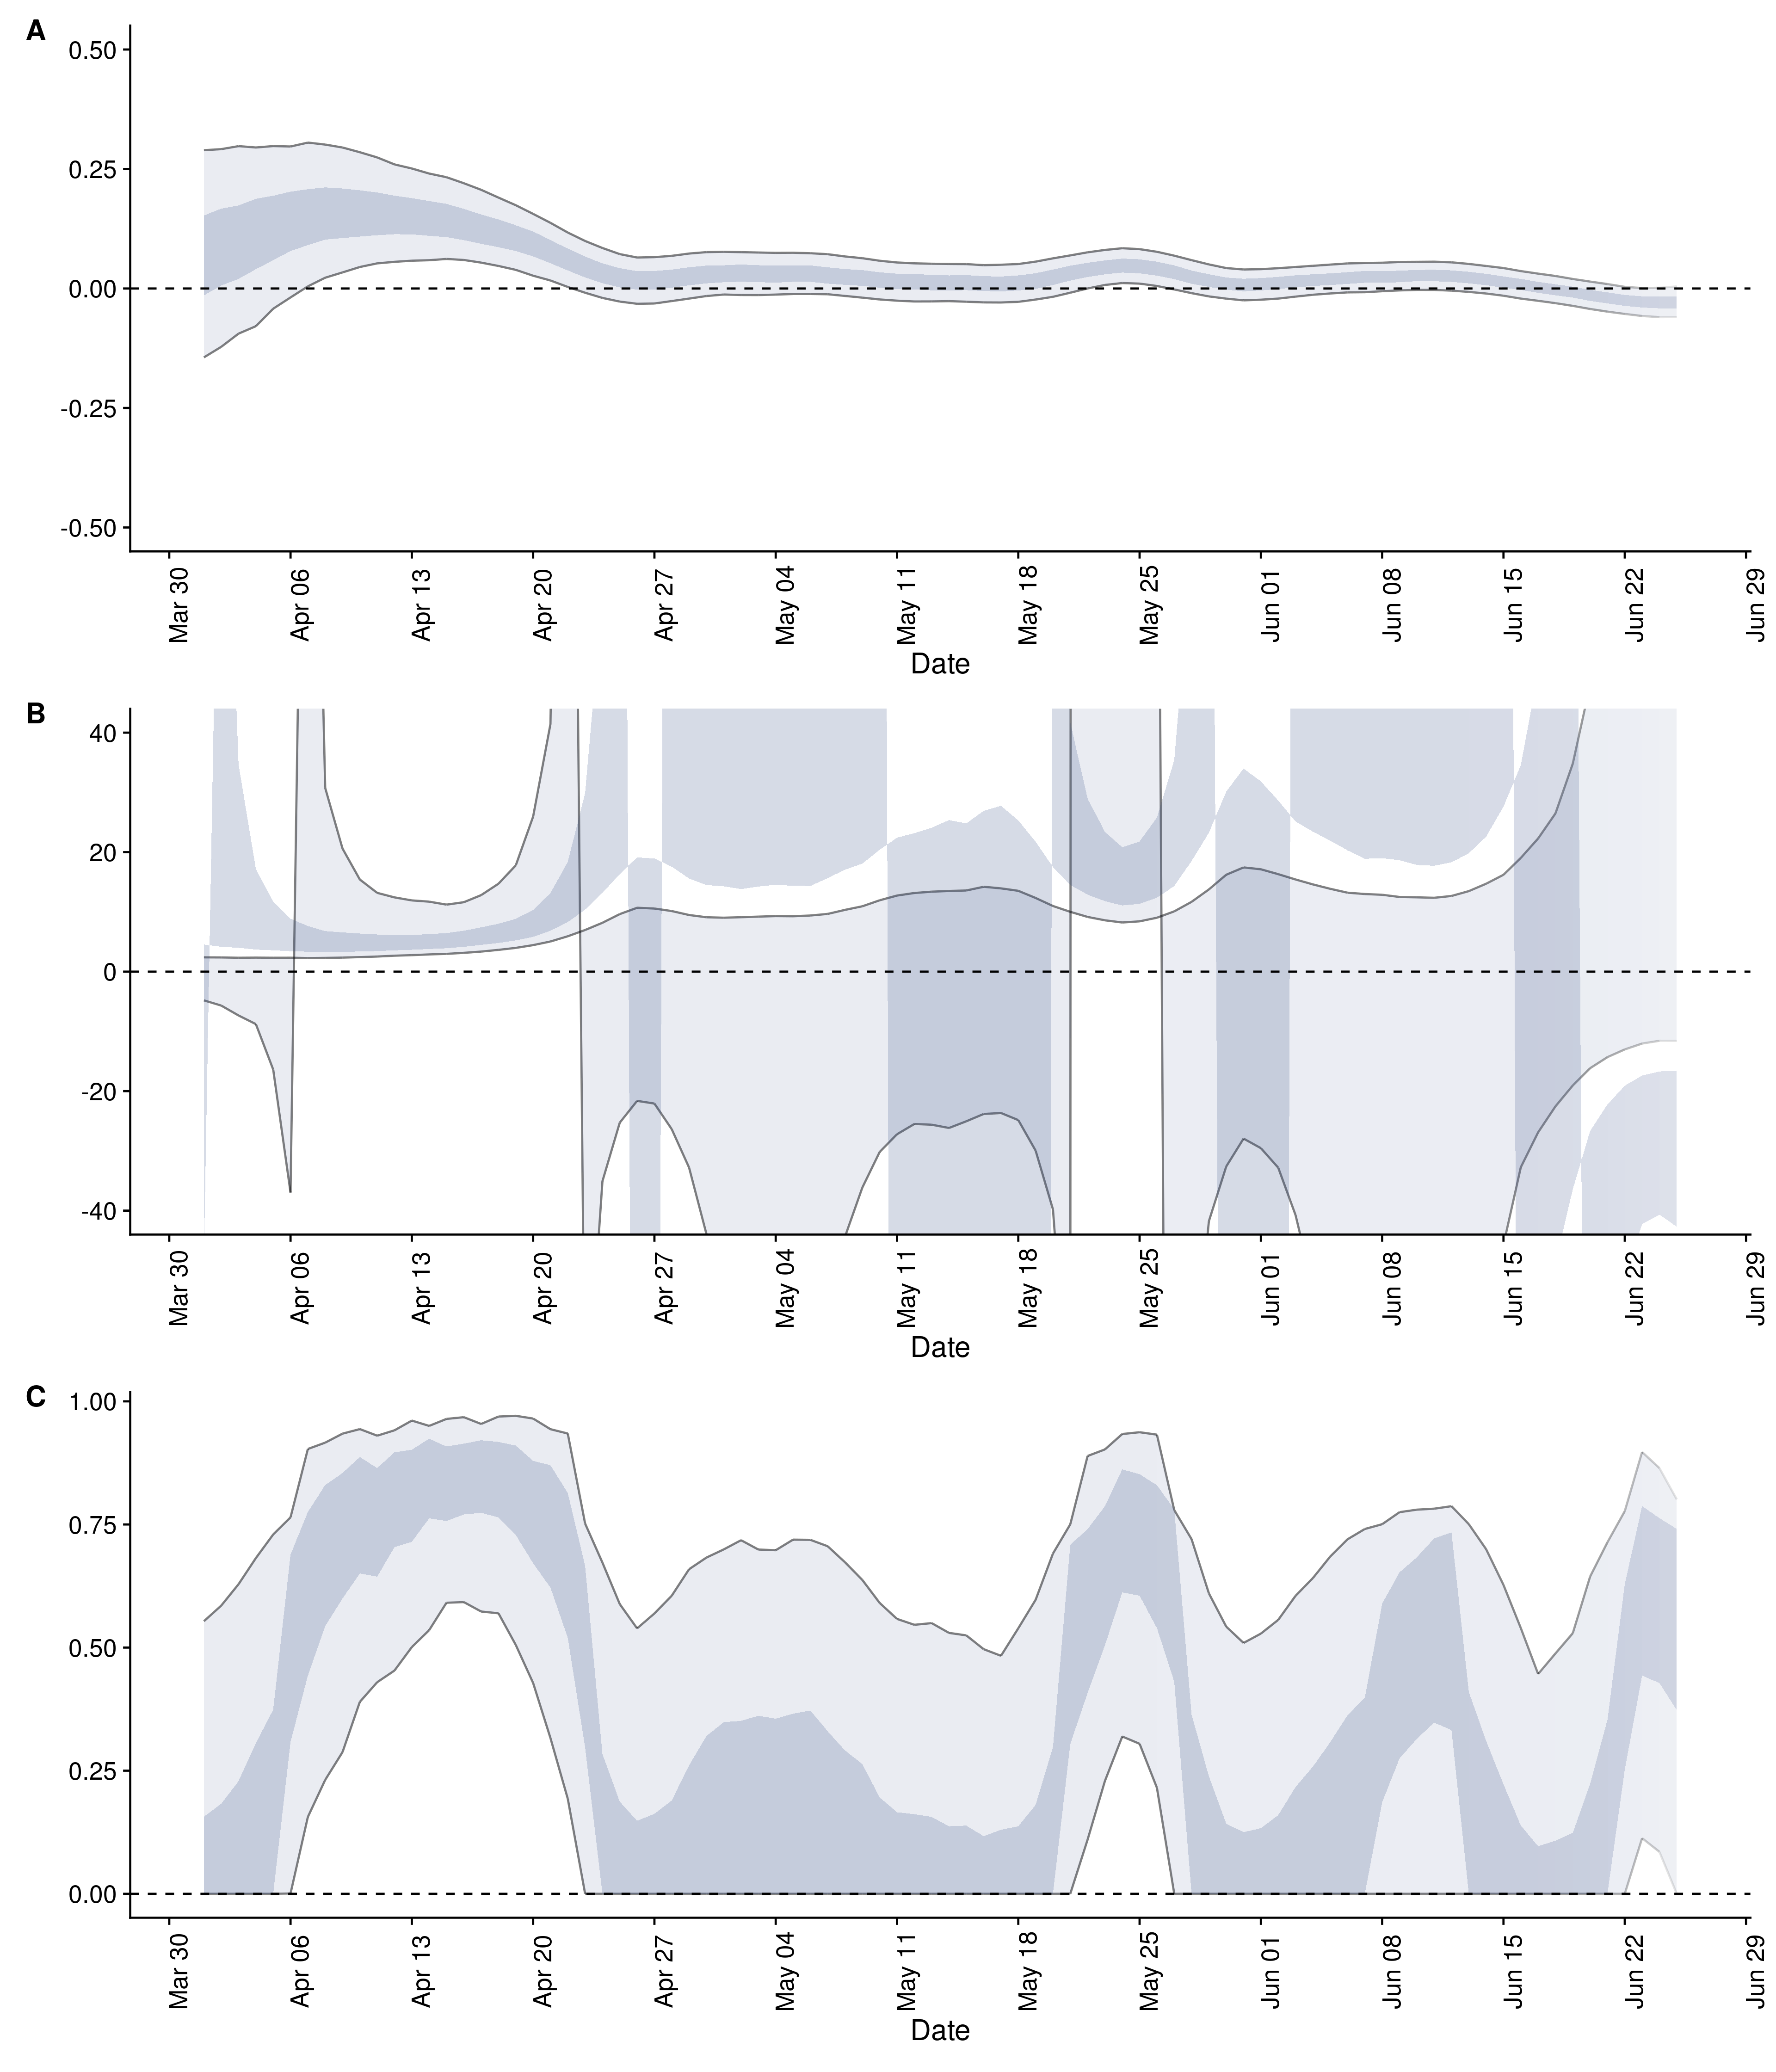 A
0.50
0.25
0.00
-0.25
-0.50
Mar 30
Apr 06
Apr 13
Apr 20
Apr 27
May 04
May 11
May 18
May 25
Jun 01
Jun 08
Jun 15
Jun 22
Jun 29
Date
B
40
20
0
-20
-40
Mar 30
Apr 06
Apr 13
Apr 20
Apr 27
May 04
May 11
May 18
May 25
Jun 01
Jun 08
Jun 15
Jun 22
Jun 29
Date
C
1.00
0.75
0.50
0.25
0.00
Mar 30
Apr 06
Apr 13
Apr 20
Apr 27
May 04
May 11
May 18
May 25
Jun 01
Jun 08
Jun 15
Jun 22
Jun 29
Date